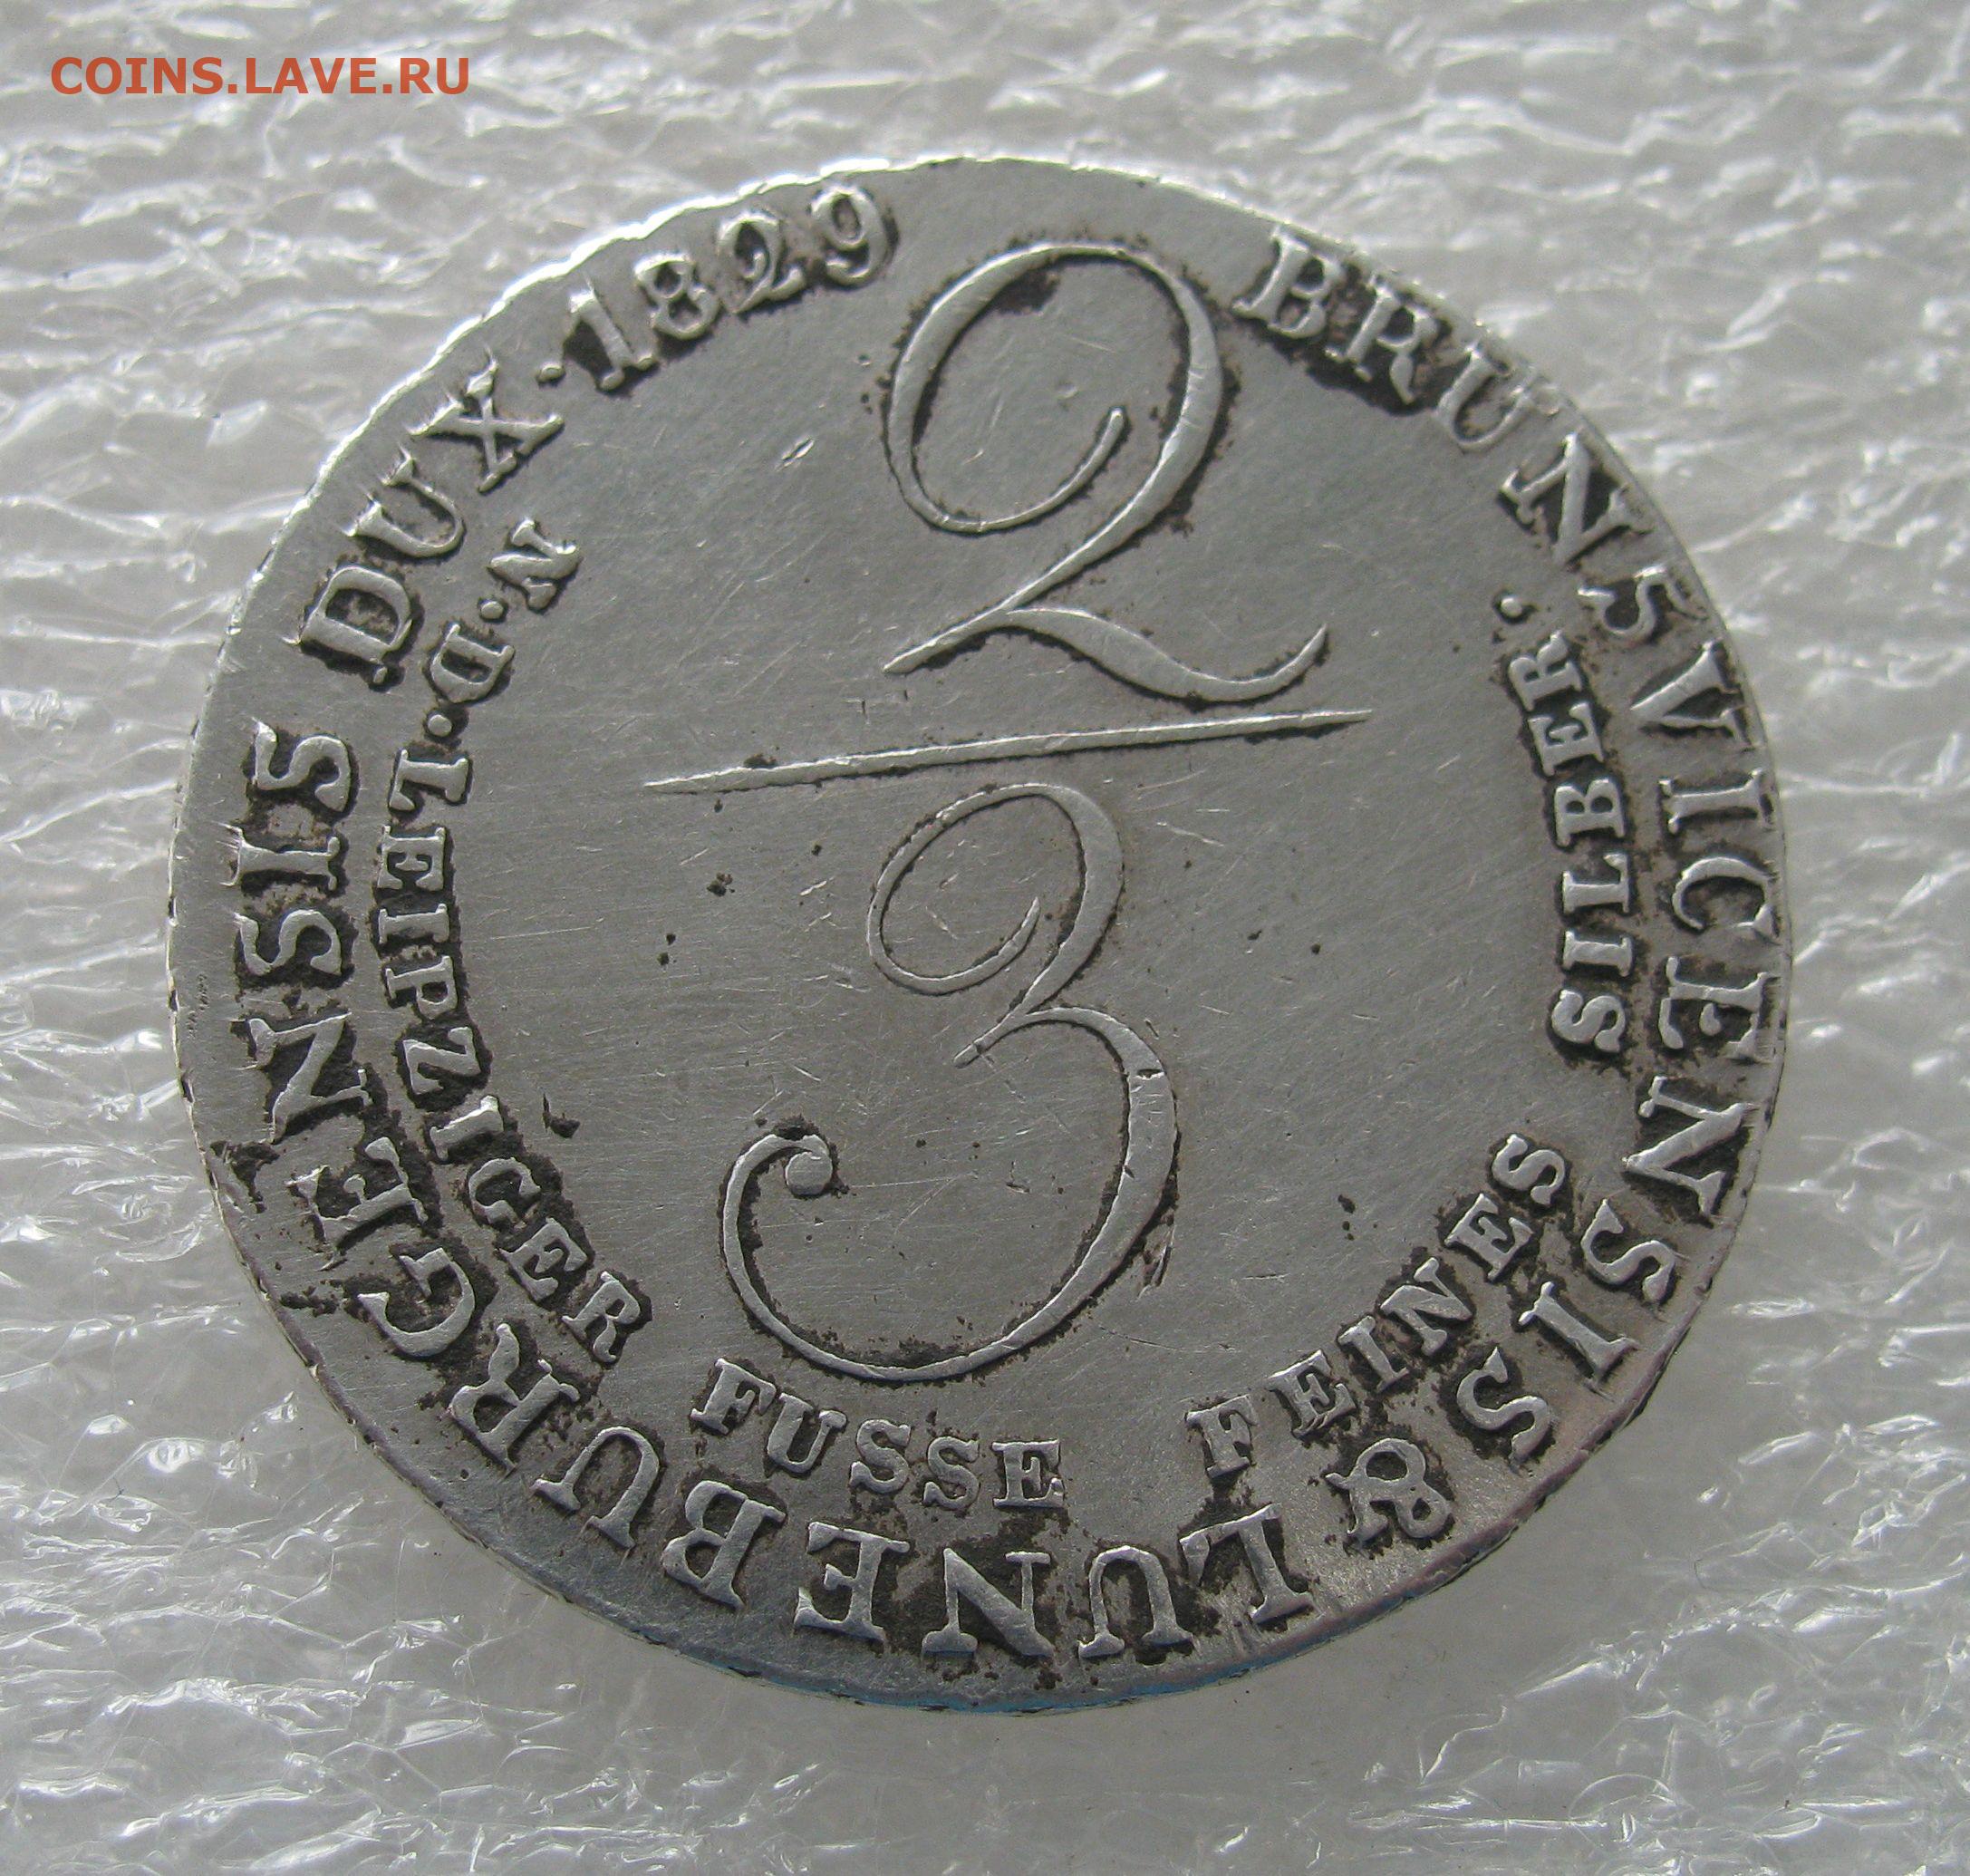 COINS.LAVE.RU
BRUNSVICENSIS & LUNEBURGENSIS DUX·1829
N·D·LEIPZIGER FUSSE FEINES SILBER·
2
3